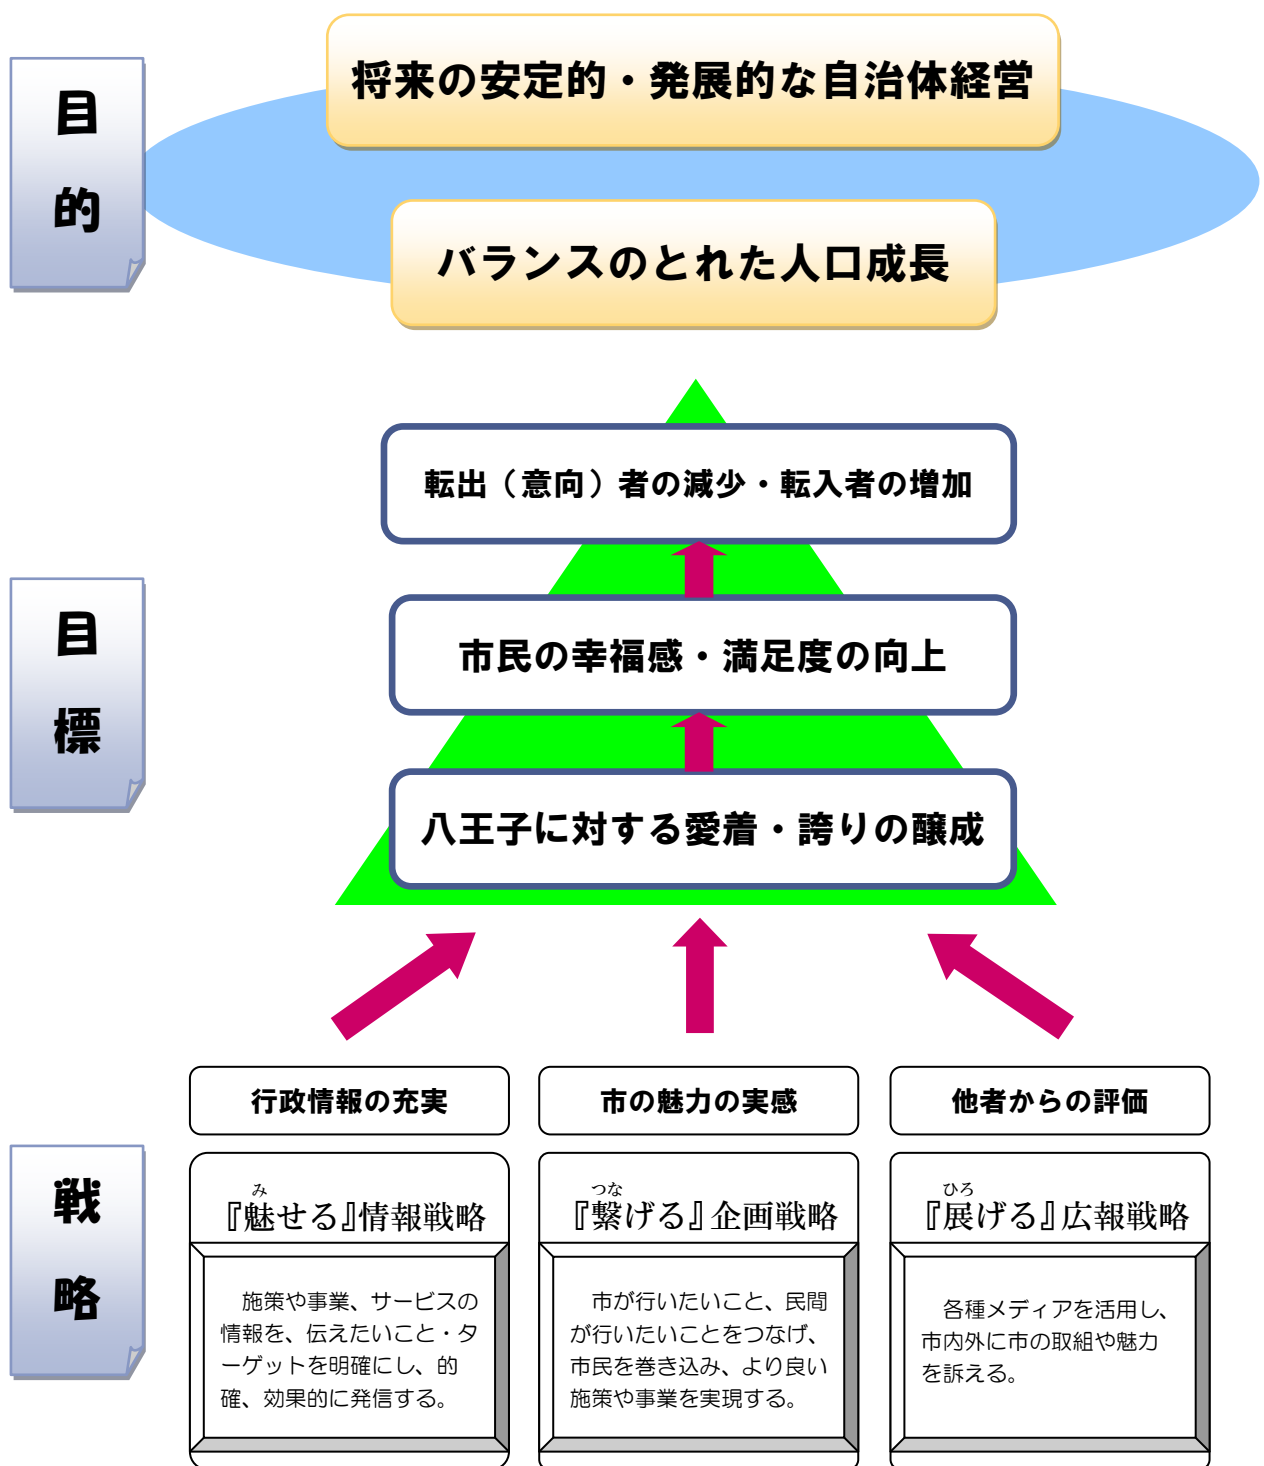 目的
将来の安定的・発展的な自治体経営
バランスのとれた人口成長
目標
転出（意向）者の減少・転入者の増加
市民の幸福感・満足度の向上
八王子に対する愛着・誇りの醸成
戦略
行政情報の充実
み
『魅せる』情報戦略
施策や事業、サービスの
情報を、伝えたいこと・タ
ーゲットを明確にし、的
確、効果的に発信する。
市の魅力の実感
つな
『繋げる』企画戦略
市が行いたいこと、民間
が行いたいことをつなげ、
市民を巻き込み、より良い
施策や事業を実現する。
他者からの評価
ひろ
『展げる』広報戦略
各種メディアを活用し、
市内外に市の取組や魅力
を訴える。